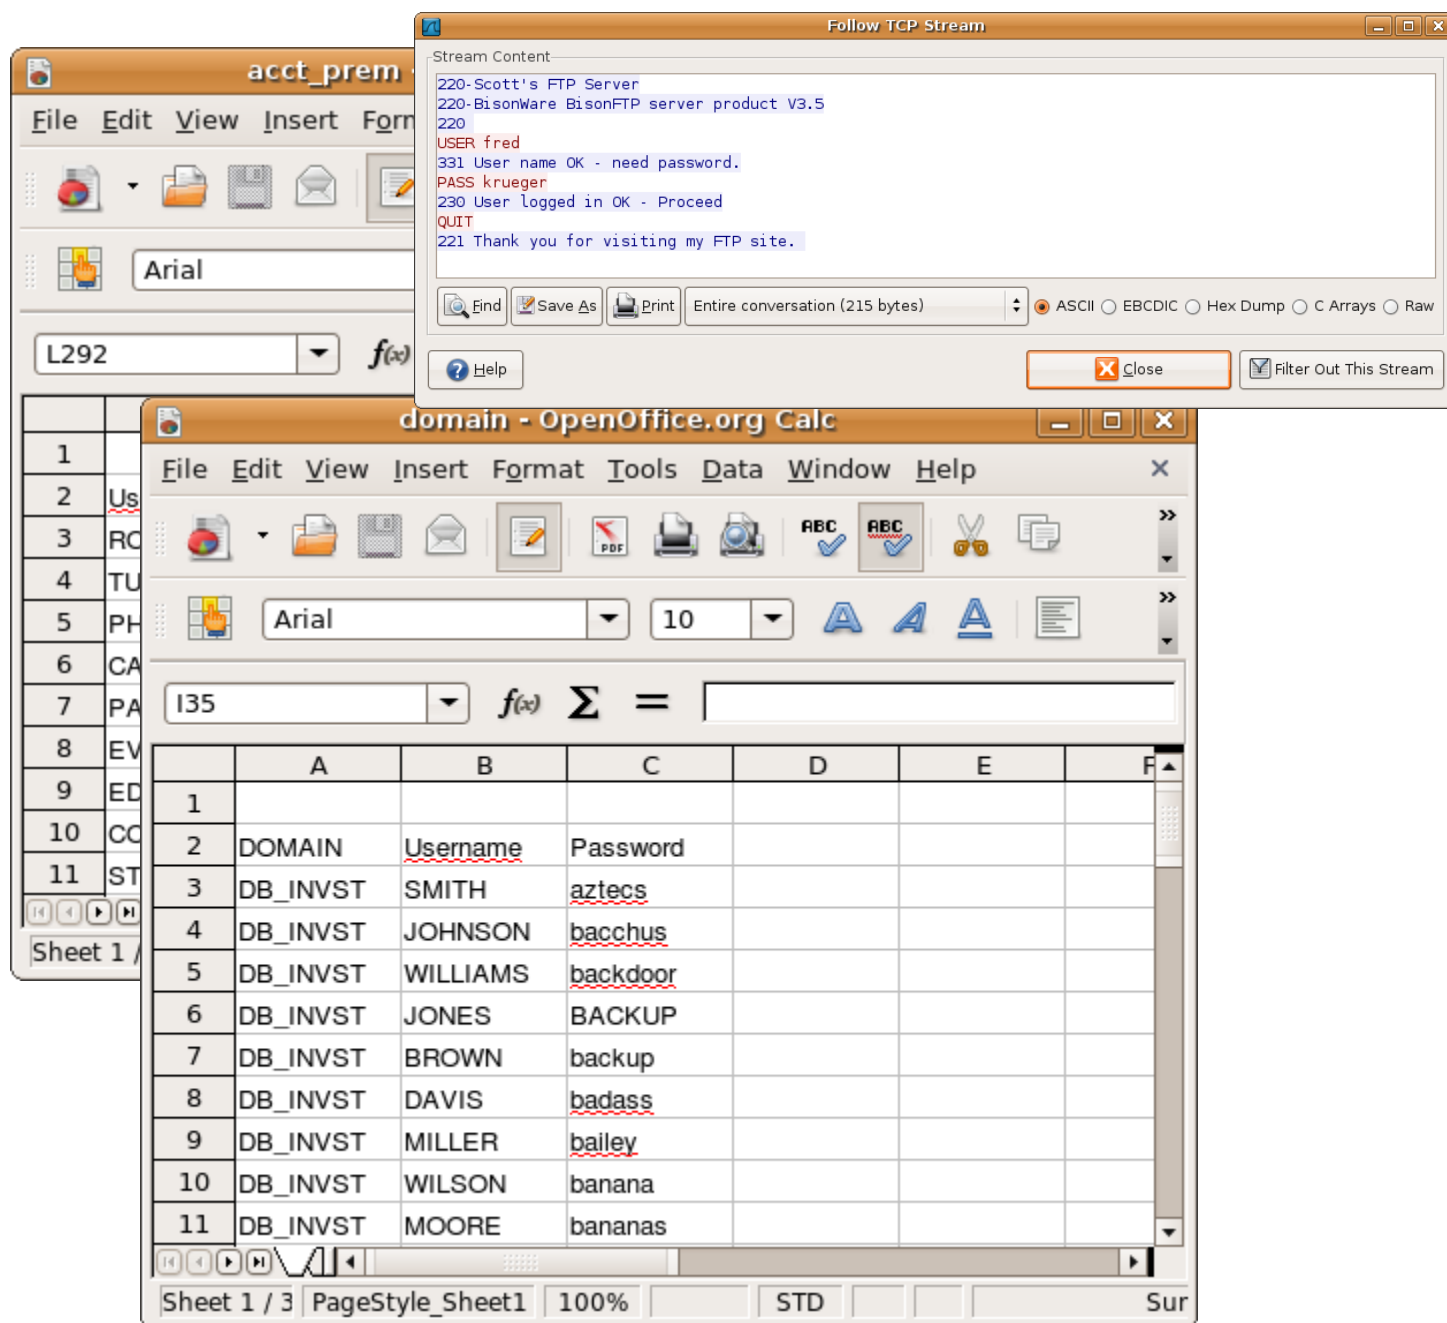 Follow TCP Stream
Stream Content
220-Scott's FTP Server
220-BisonWare BisonFTP server product V3.5
220
USER fred
331 User name OK - need password.
PASS krueger
230 User logged in OK - Proceed
QUIT
221 Thank you for visiting my FTP site.
Find Save As Print Entire conversation (215 bytes) ASCII EBCDIC Hex Dump C Arrays Raw
Help Close Filter Out This Stream
acct_prem -
File Edit View Insert Form
Arial
L292 f(x)
1
2 Us
3 RO
4 TU
5 PH
6 CA
7 PA
8 EV
9 ED
10 CO
11 ST
Sheet 1 /
domain - OpenOffice.org Calc
File Edit View Insert Format Tools Data Window Help
PDF ABC ABC
Arial 10 A A A
I35 f(x) Σ =
A B C D E F
1
2 DOMAIN Username Password
3 DB_INVST SMITH aztecs
4 DB_INVST JOHNSON bacchus
5 DB_INVST WILLIAMS backdoor
6 DB_INVST JONES BACKUP
7 DB_INVST BROWN backup
8 DB_INVST DAVIS badass
9 DB_INVST MILLER bailey
10 DB_INVST WILSON banana
11 DB_INVST MOORE bananas
Sheet 1 / 3 PageStyle_Sheet1 100% STD Sur